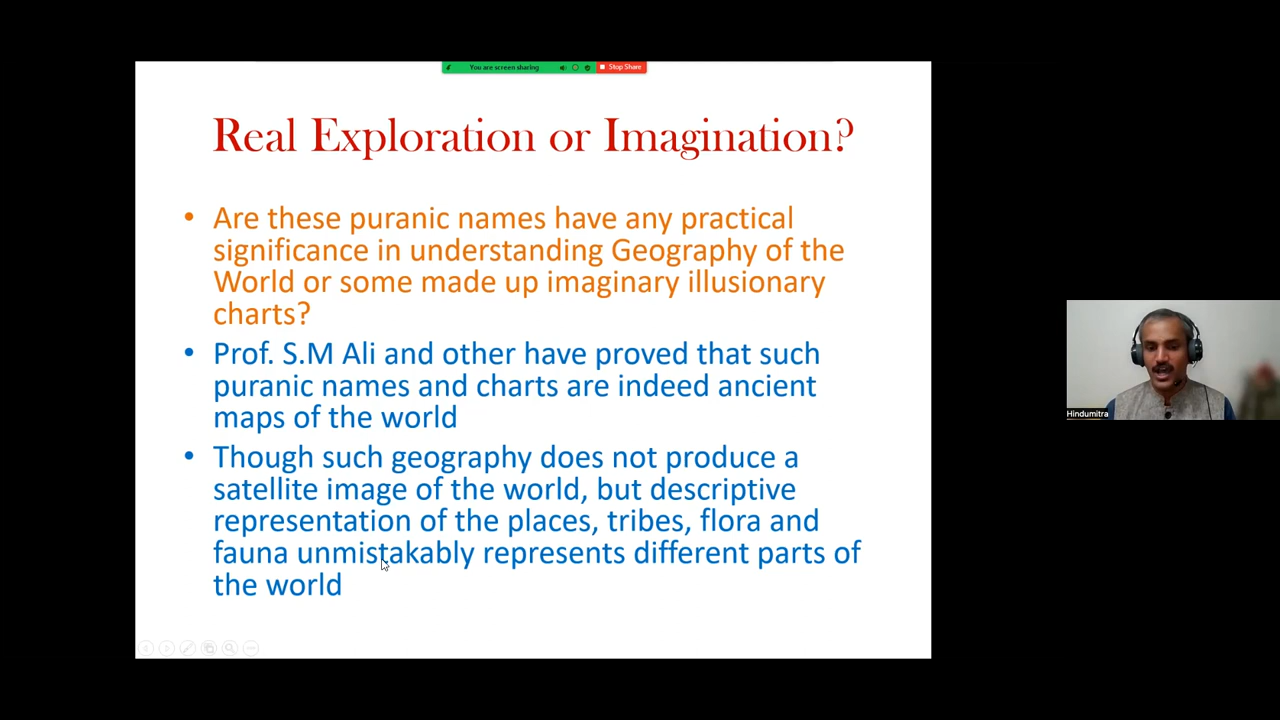 You are screen sharing
Stop Share
Real Exploration or Imagination?
• Are these puranic names have any practical
significance in understanding Geography of the
World or some made up imaginary illusionary
charts?
• Prof. S.M Ali and other have proved that such
puranic names and charts are indeed ancient
maps of the world
• Though such geography does not produce a
satellite image of the world, but descriptive
representation of the places, tribes, flora and
fauna unmistakably represents different parts of
the world
Hindumitra